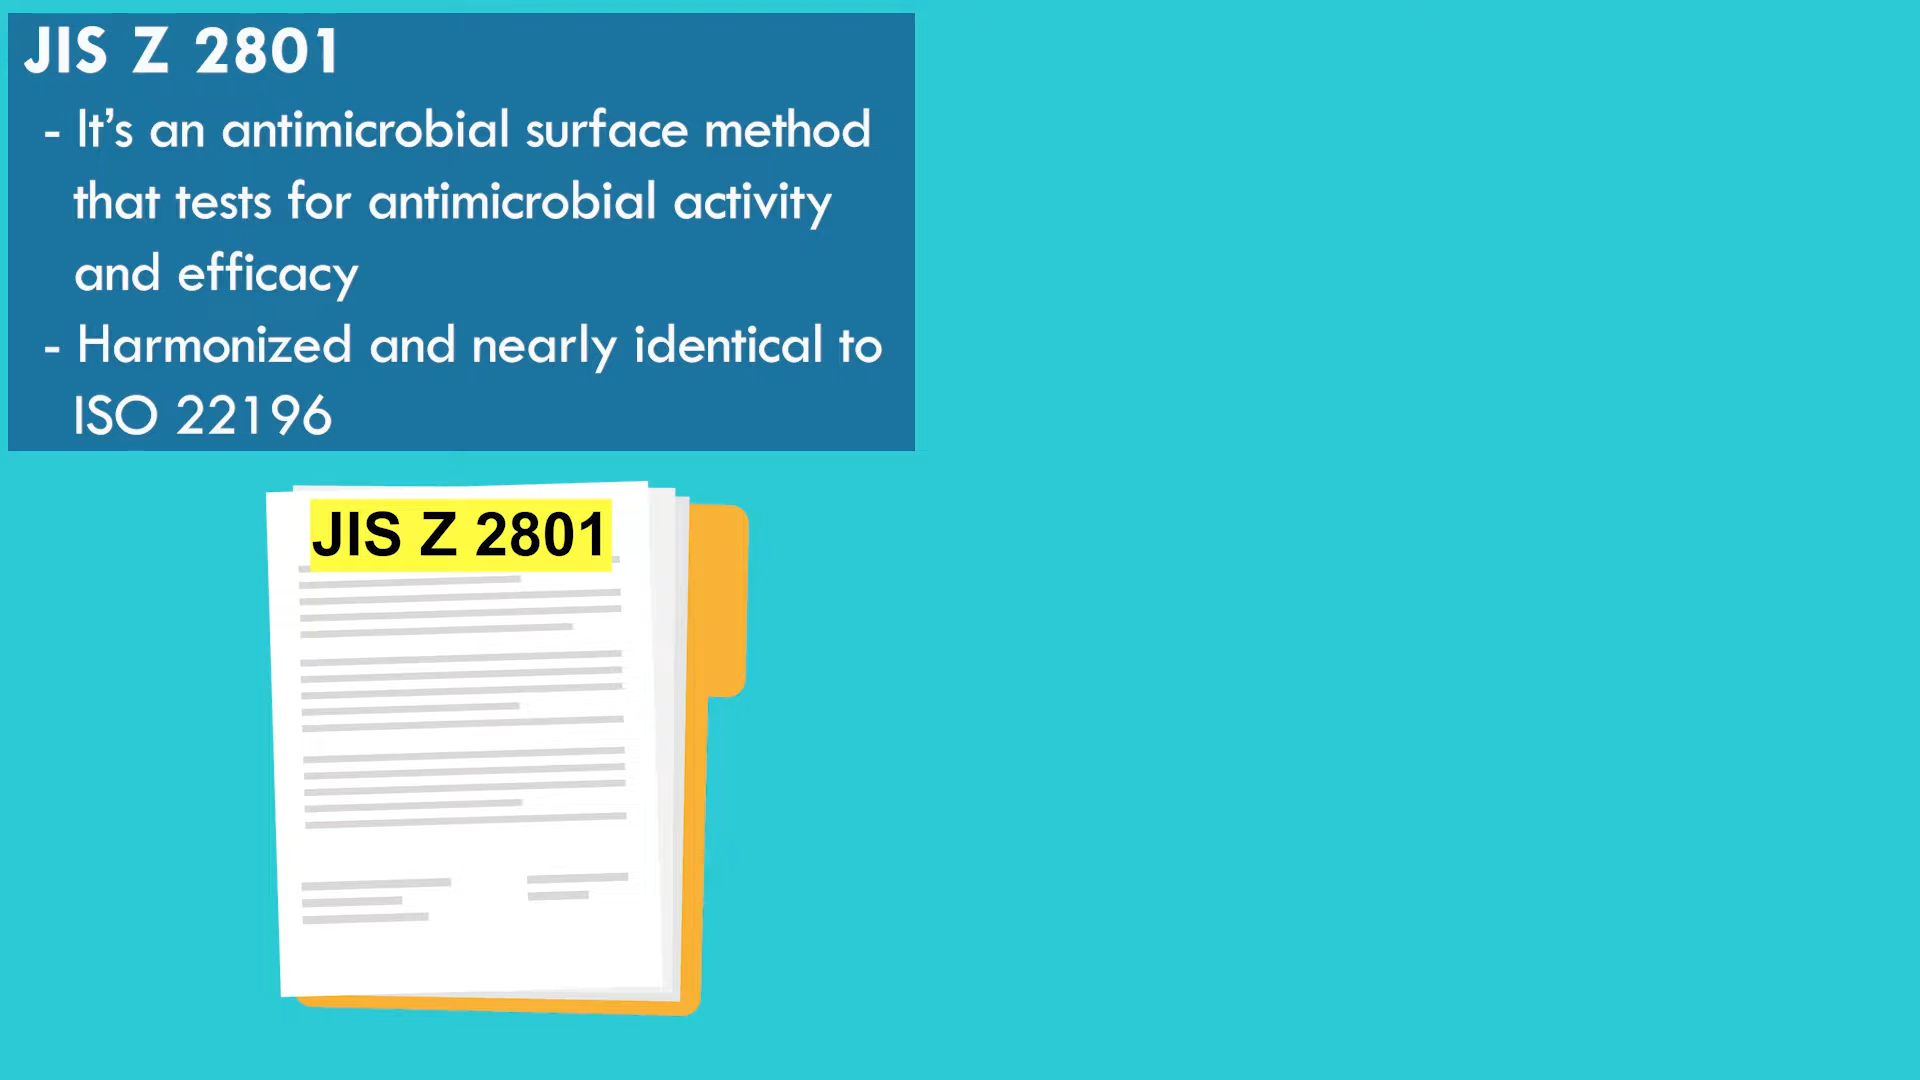 JIS Z 2801
- It’s an antimicrobial surface method
that tests for antimicrobial activity
and efficacy
- Harmonized and nearly identical to
ISO 22196
JIS Z 2801